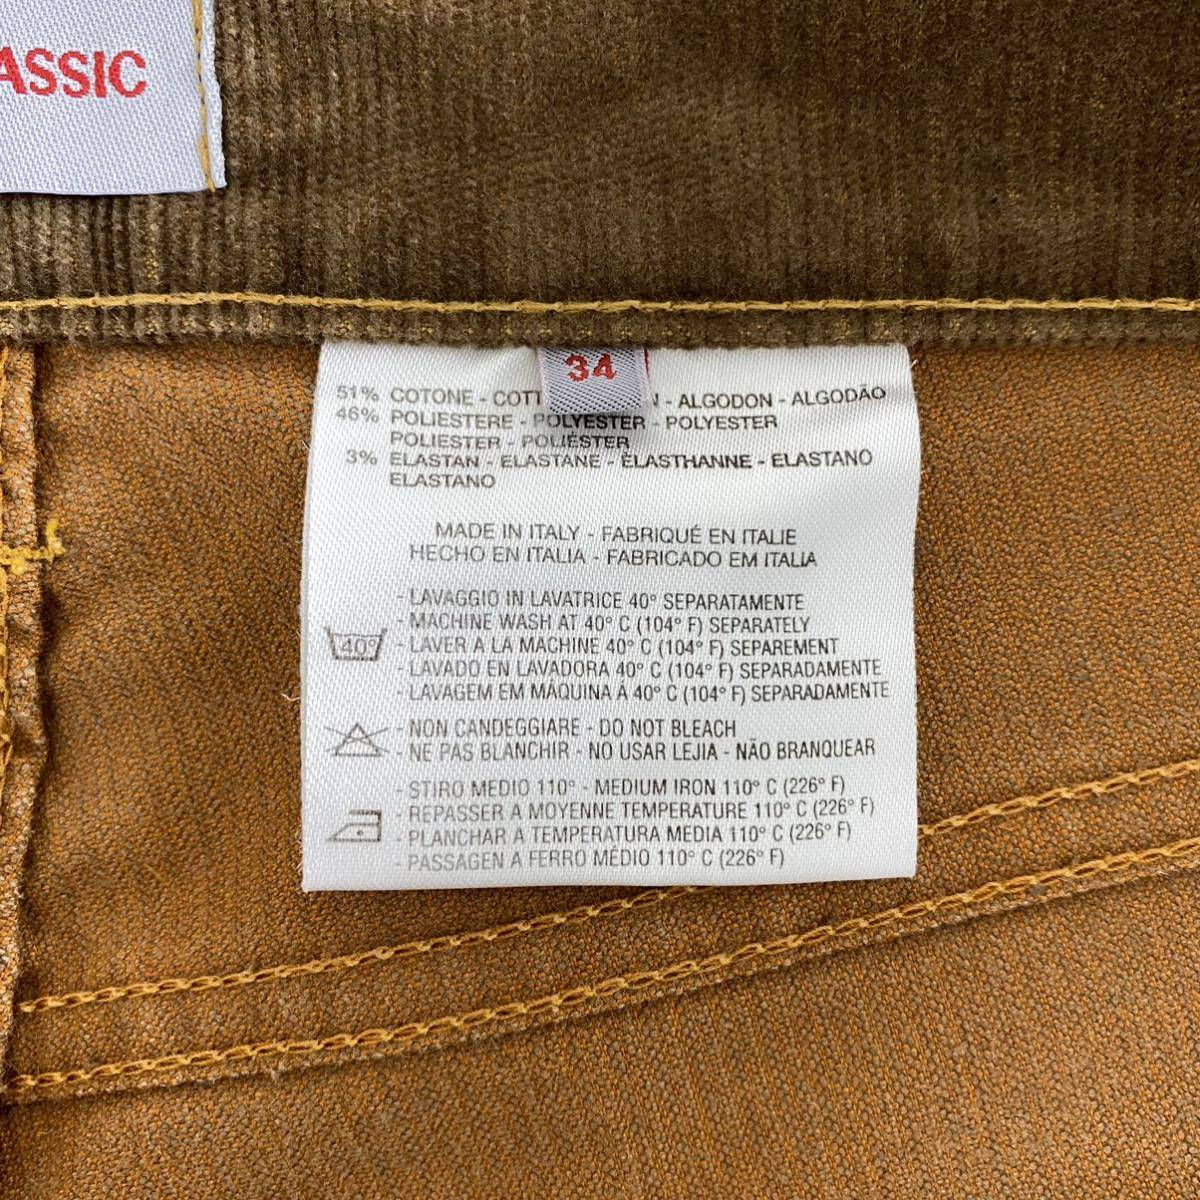 ASSIC
34
51% COTONE - COTT - ALGODON - ALGODÃO
46% POLIESTERE - POLYESTER - POLYESTER
POLIESTER - POLIÉSTER
3% ELASTAN - ELASTANE - ELASTHANNE - ELASTANO
ELASTANO
MADE IN ITALY - FABRIQUÉ EN ITALIE
HECHO EN ITALIA - FABRICADO EM ITALIA
- LAVAGGIO IN LAVATRICE 40° SEPARATAMENTE
- MACHINE WASH AT 40° C (104° F) SEPARATELY
40° - LAVER A LA MACHINE 40° C (104° F) SEPAREMENT
- LAVADO EN LAVADORA 40° C (104° F) SEPARADAMENTE
- LAVAGEM EM MÁQUINA Á 40° C (104° F) SEPARADAMENTE
- NON CANDEGGIARE - DO NOT BLEACH
- NE PAS BLANCHIR - NO USAR LEJIA - NÃO BRANQUEAR
- STIRO MEDIO 110° - MEDIUM IRON 110° C (226° F)
- REPASSER A MOYENNE TEMPERATURE 110° C (226° F)
- PLANCHAR A TEMPERATURA MEDIA 110° C (226° F)
- PASSAGEN A FERRO MÉDIO 110° C (226° F)